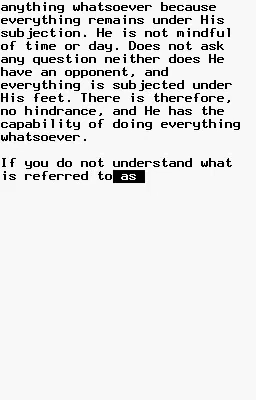 anything whatsoever because
everything remains under His
subjection. He is not mindful
of time or day. Does not ask
any question neither does He
have an opponent, and
everything is subjected under
His feet. There is therefore,
no hindrance, and He has the
capability of doing everything
whatsoever.

If you do not understand what
is referred to as